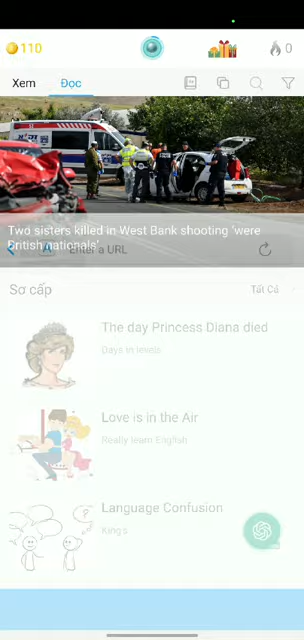 110
0
Xem
Đọc
Two sisters killed in West Bank shooting 'were
British nationals'
Enter a URL
Sơ cấp
Tất Cả
The day Princess Diana died
Days in levels
Love is in the Air
Really learn English
Language Confusion
Kings